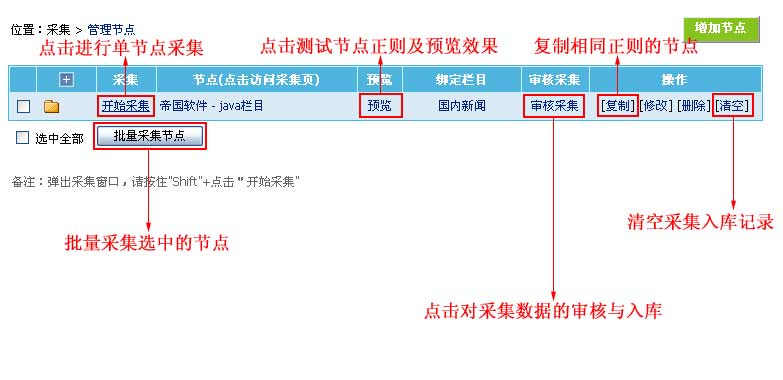 位置：采集 > 管理节点
增加节点
点击进行单节点采集
点击测试节点正则及预览效果
复制相同正则的节点
采集 节点(点击访问采集页) 预览 绑定栏目 审核采集 操作
开始采集 帝国软件 - java栏目 预览 国内新闻 审核采集 [复制] [修改] [删除] [清空]
选中全部 批量采集节点
备注：弹出采集窗口，请按住"Shift"+点击＂开始采集"
清空采集入库记录
批量采集选中的节点
点击对采集数据的审核与入库